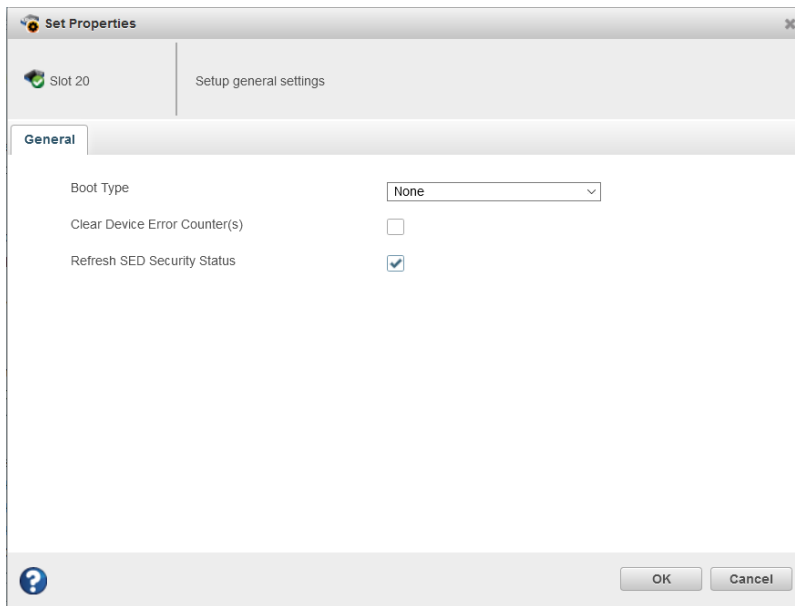 Set Properties
Slot 20
Setup general settings
General
Boot Type
None
Clear Device Error Counter(s)
Refresh SED Security Status
?
OK
Cancel